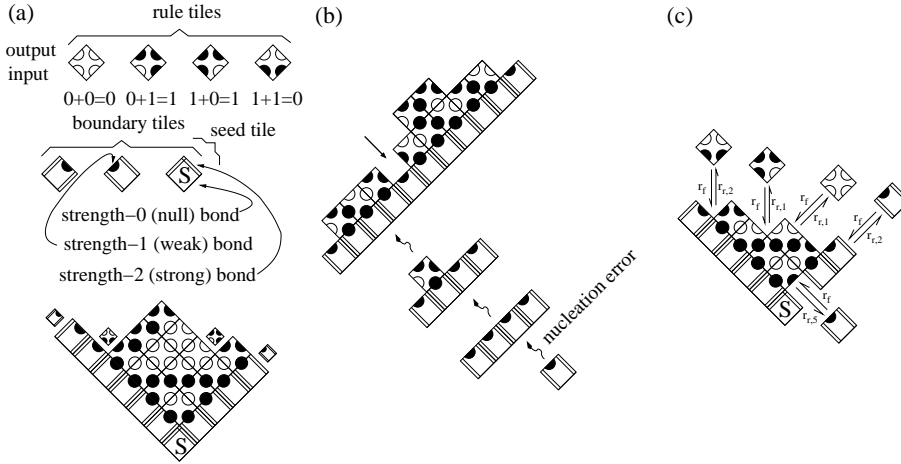 (a)
rule tiles
output
input
0+0=0 0+1=1 1+0=1 1+1=0
boundary tiles
seed tile
S
strength–0 (null) bond
strength–1 (weak) bond
strength–2 (strong) bond
S
(b)
nucleation error
(c)
r_f r_r,2
r_f r_r,1
r_f r_r,1
r_f r_r,2
r_f
r_r,5
S